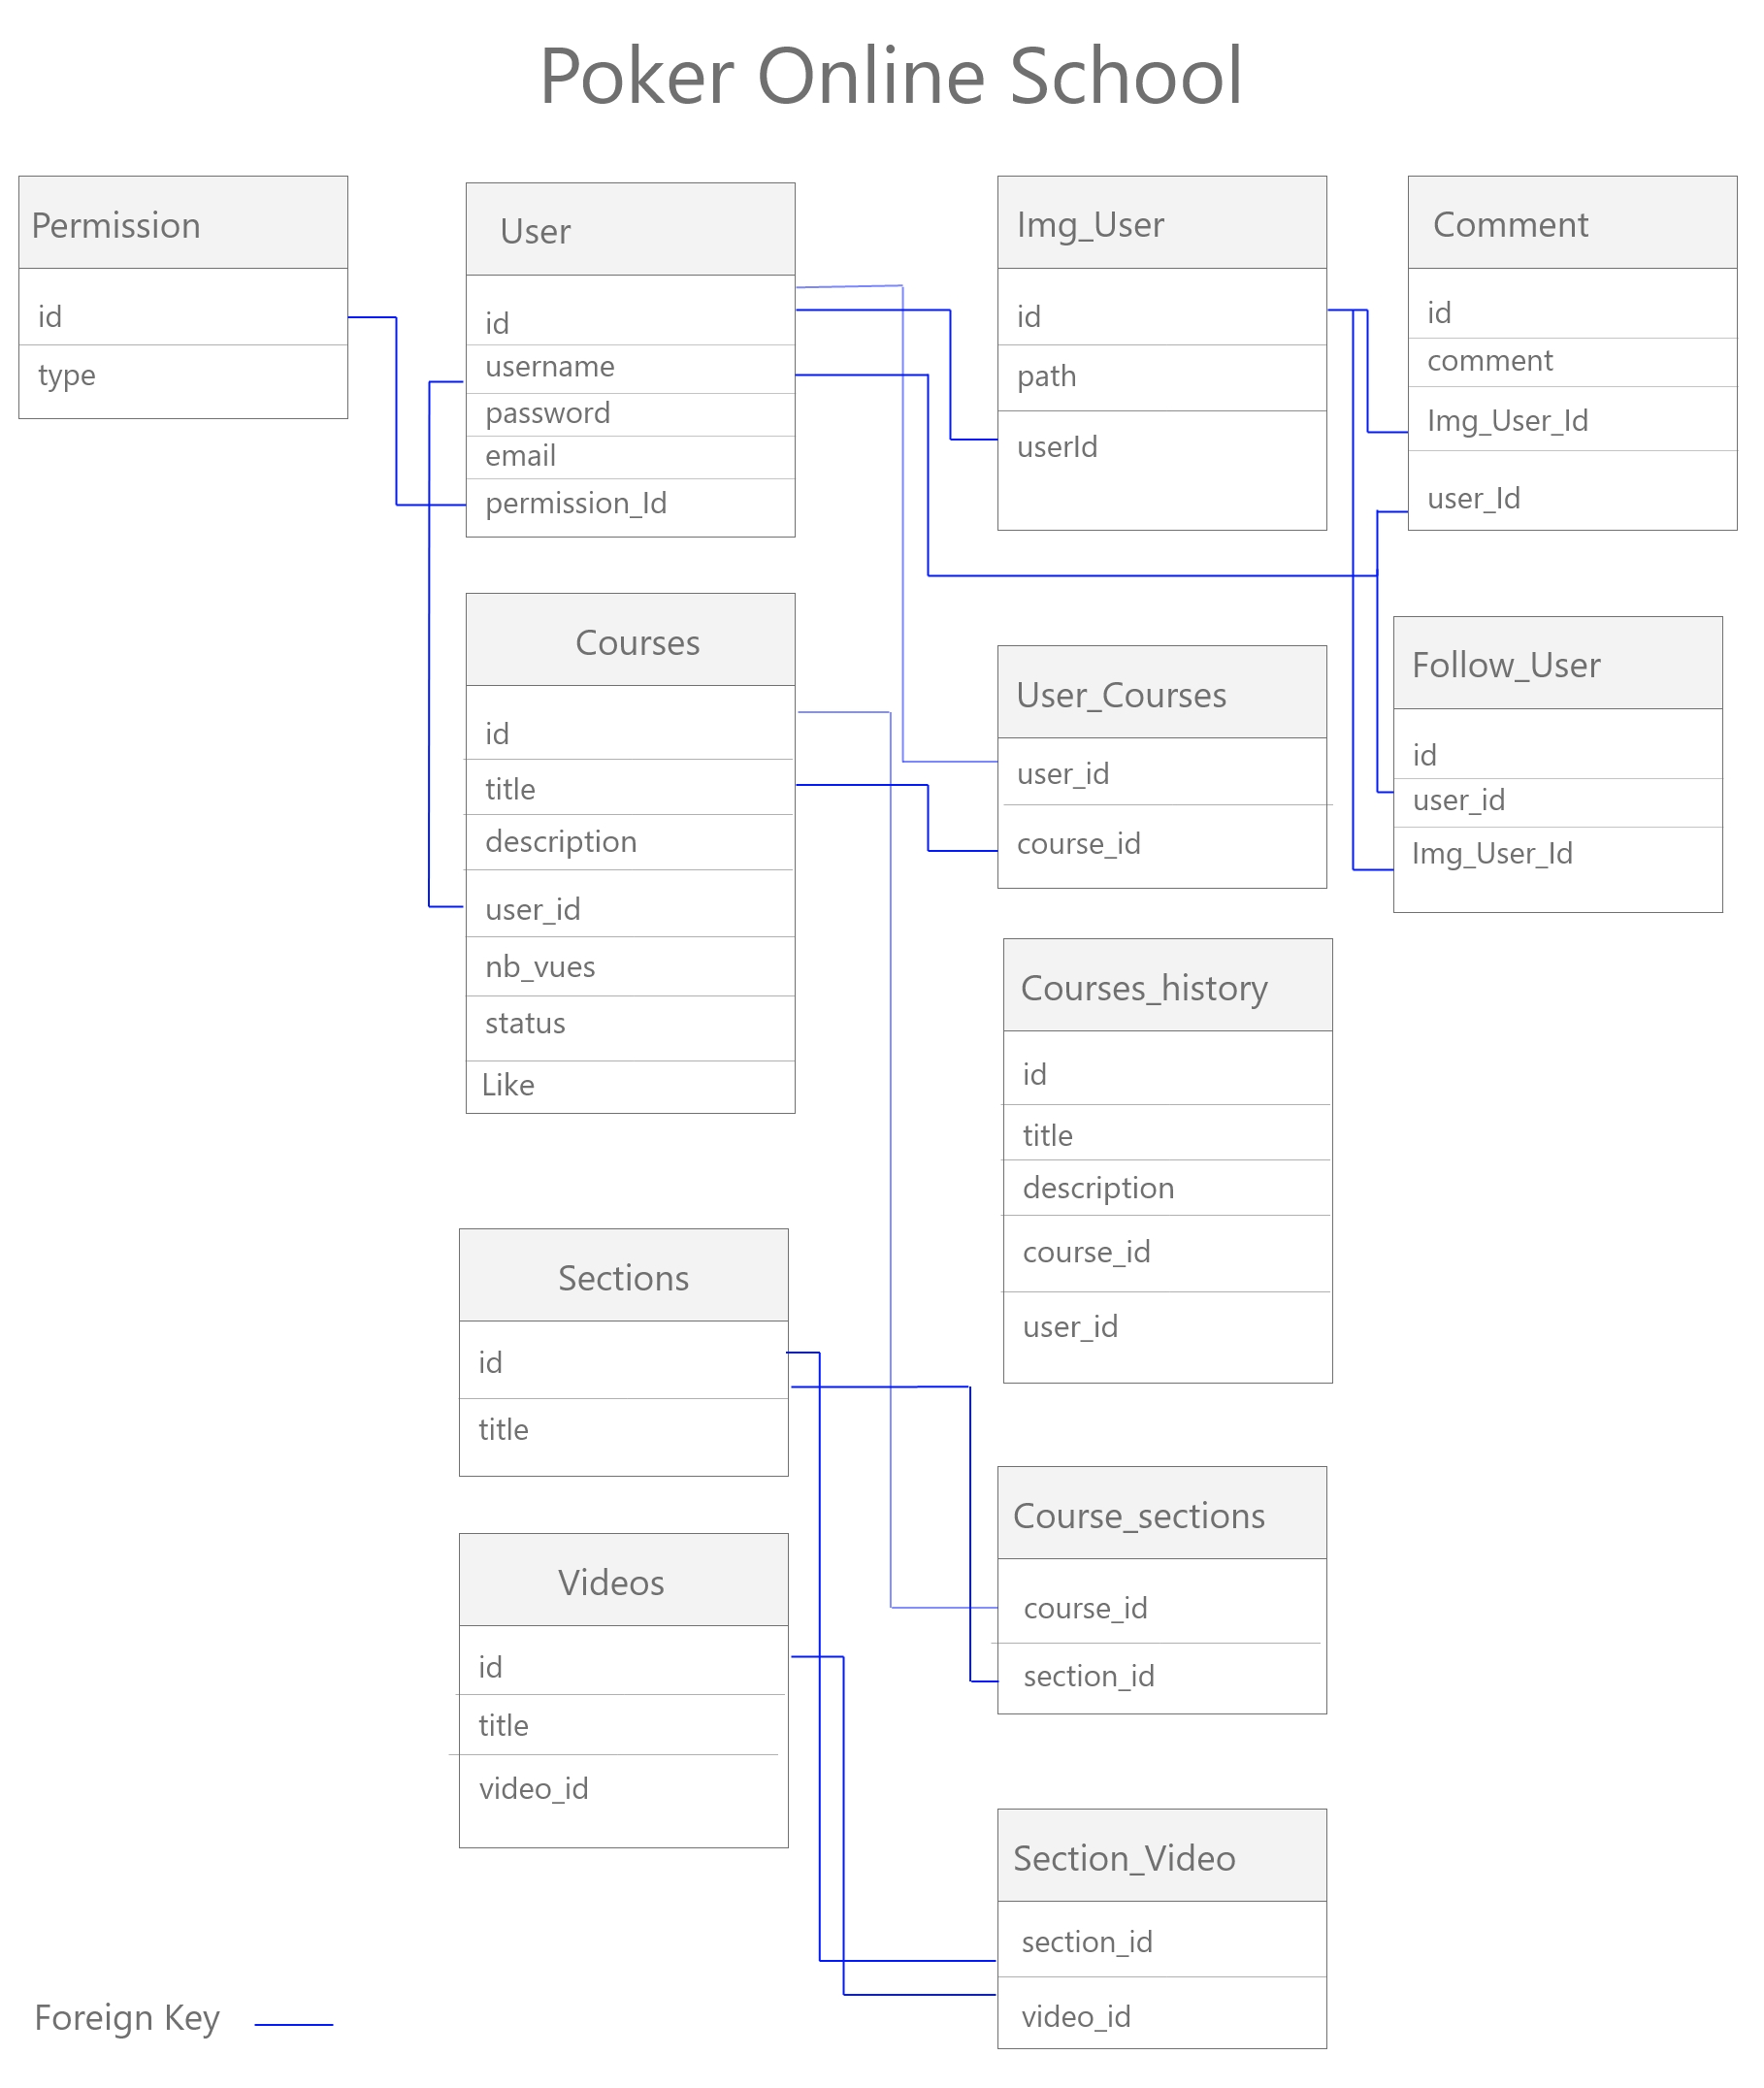 Poker Online School
Permission
id
type
User
id
username
password
email
permission_Id
Img_User
id
path
userId
Comment
id
comment
Img_User_Id
user_Id
Courses
id
title
description
user_id
nb_vues
status
Like
User_Courses
user_id
course_id
Follow_User
id
user_id
Img_User_Id
Courses_history
id
title
description
course_id
user_id
Sections
id
title
Course_sections
course_id
section_id
Videos
id
title
video_id
Section_Video
section_id
video_id
Foreign Key